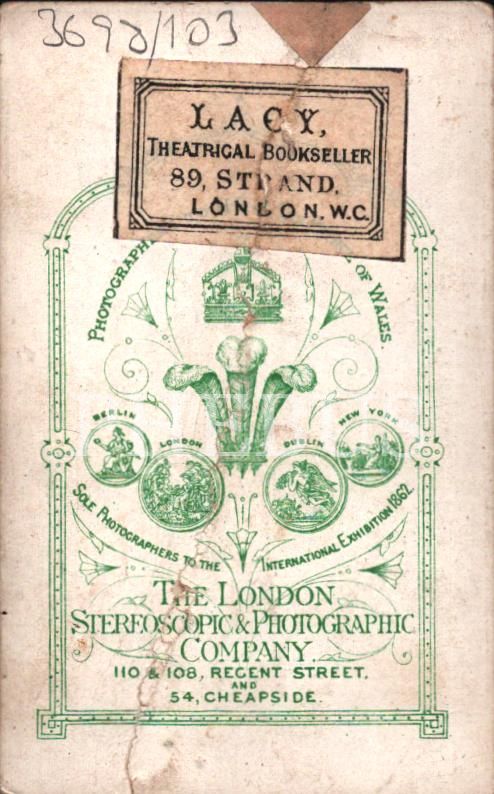 3698/103
LACY,
THEATRICAL BOOKSELLER
89, STRAND,
LONDON, W.C.
PHOTOGRAPHE
OF WALES.
BERLIN
LONDON
DUBLIN
NEW YORK
SOLE PHOTOGRAPHERS TO THE INTERNATIONAL EXHIBITION 1862.
THE LONDON
STEREOSCOPIC & PHOTOGRAPHIC
COMPANY.
110 & 108, REGENT STREET.
AND
54, CHEAPSIDE.